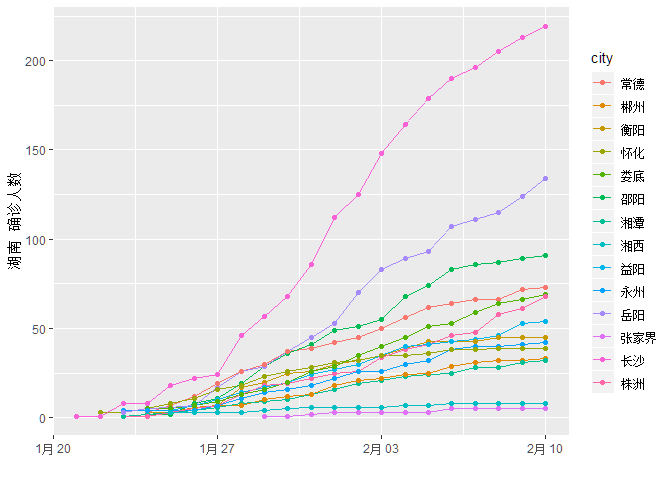 湖南 确诊人数
200
150
100
50
0
1月 20
1月 27
2月 03
2月 10
city
常德
郴州
衡阳
怀化
娄底
邵阳
湘潭
湘西
益阳
永州
岳阳
张家界
长沙
株洲